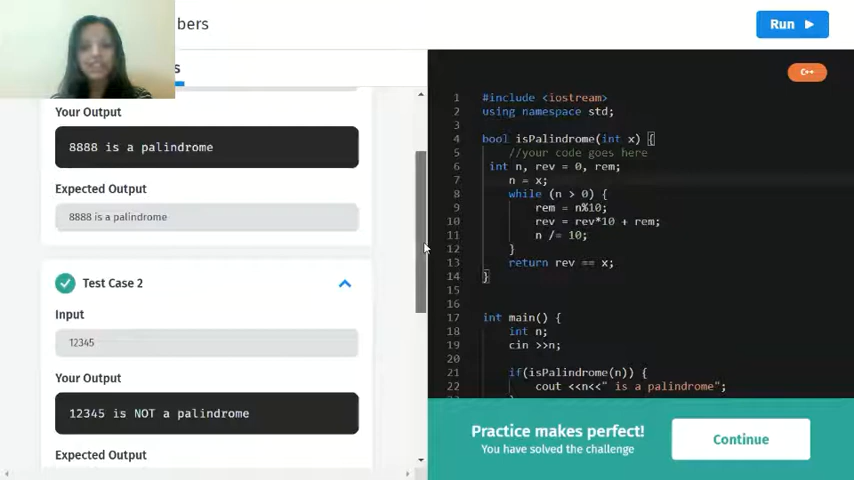 bers
Run
s
Your Output
8888 is a palindrome
Expected Output
8888 is a palindrome
Test Case 2
Input
12345
Your Output
12345 is NOT a palindrome
Expected Output
C++
1 #include <iostream>
2 using namespace std;
3
4 bool isPalindrome(int x) {
5 //your code goes here
6 int n, rev = 0, rem;
7 n = x;
8 while (n > 0) {
9 rem = n%10;
10 rev = rev*10 + rem;
11 n /= 10;
12 }
13 return rev == x;
14 }
15
16
17 int main() {
18 int n;
19 cin >>n;
20
21 if(isPalindrome(n)) {
22 cout <<n<<" is a palindrome";
Practice makes perfect!
You have solved the challenge
Continue